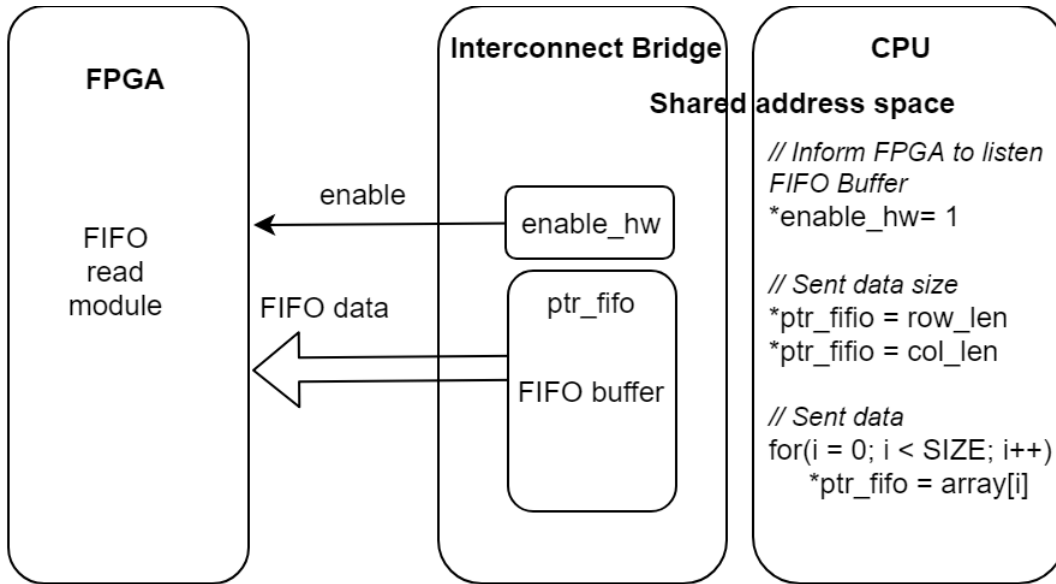 FPGA
FIFO
read
module
enable
FIFO data
Interconnect Bridge
enable_hw
ptr_fifo
FIFO buffer
CPU
Shared address space
// Inform FPGA to listen
FIFO Buffer
*enable_hw= 1
// Sent data size
*ptr_fifio = row_len
*ptr_fifio = col_len
// Sent data
for(i = 0; i < SIZE; i++)
*ptr_fifo = array[i]